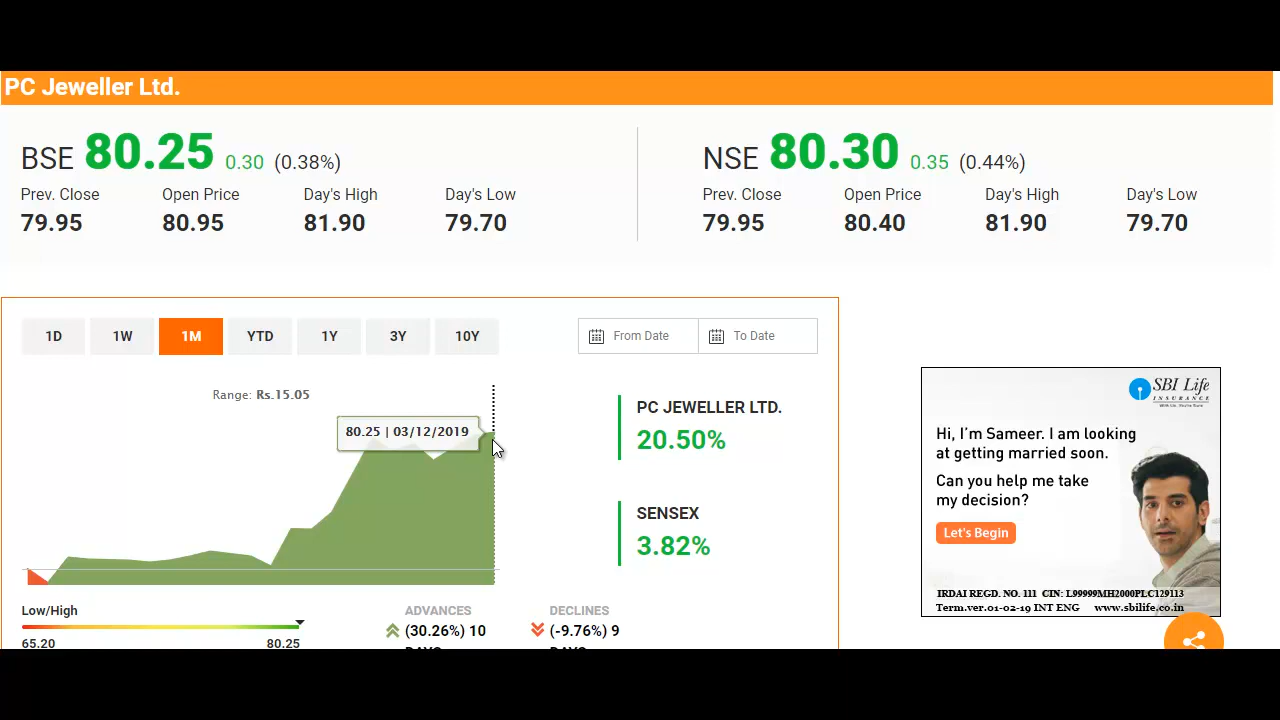 PC Jeweller Ltd.
BSE 80.25 0.30 (0.38%)
Prev. Close Open Price Day's High Day's Low
79.95 80.95 81.90 79.70
NSE 80.30 0.35 (0.44%)
Prev. Close Open Price Day's High Day's Low
79.95 80.40 81.90 79.70
1D 1W 1M YTD 1Y 3Y 10Y
From Date To Date
Range: Rs.15.05
80.25 | 03/12/2019
PC JEWELLER LTD.
20.50%
SENSEX
3.82%
Low/High
65.20 80.25
ADVANCES
(30.26%) 10
DECLINES
(-9.76%) 9
SBI Life
INSURANCE
Hi, I'm Sameer. I am looking
at getting married soon.
Can you help me take
my decision?
Let's Begin
IRDAI REGD. NO. 111 CIN: L99999MH2000PLC129113
Term.ver.01-02-19 INT ENG www.sbilife.co.in